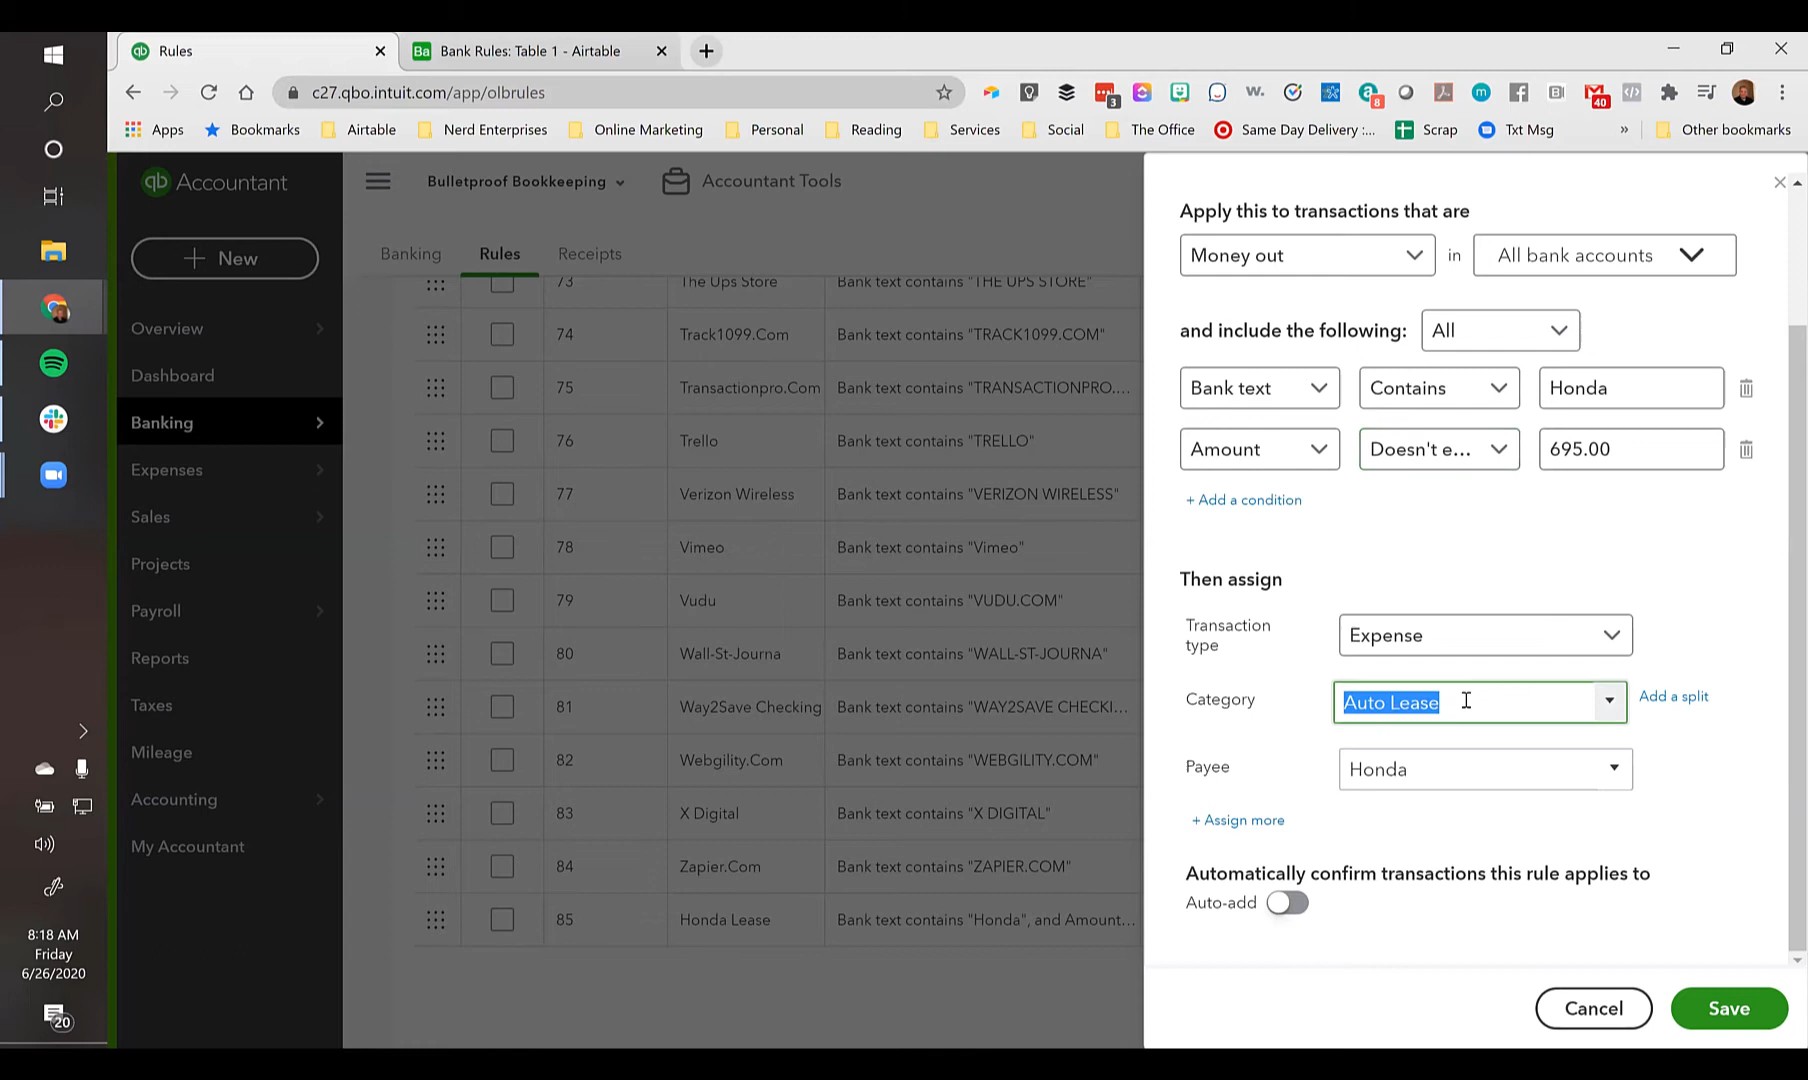 Rules
Ba Bank Rules: Table 1 - Airtable
c27.qbo.intuit.com/app/olbrules
3
w.
8
m
B
40
Apps
Bookmarks
Airtable
Nerd Enterprises
Online Marketing
Personal
Reading
Services
Social
The Office
Same Day Delivery :...
Scrap
Txt Msg
»
Other bookmarks
qb Accountant
Bulletproof Bookkeeping
Accountant Tools
+ New
Banking
Rules
Receipts
Overview
Dashboard
Banking
Expenses
Sales
Projects
Payroll
Reports
Taxes
Mileage
Accounting
My Accountant
73 The Ups Store Bank text contains "THE UPS STORE"
74 Track1099.Com Bank text contains "TRACK1099.COM"
75 Transactionpro.Com Bank text contains "TRANSACTIONPRO....
76 Trello Bank text contains "TRELLO"
77 Verizon Wireless Bank text contains "VERIZON WIRELESS"
78 Vimeo Bank text contains "Vimeo"
79 Vudu Bank text contains "VUDU.COM"
80 Wall-St-Journa Bank text contains "WALL-ST-JOURNA"
81 Way2Save Checking Bank text contains "WAY2SAVE CHECKI...
82 Webgility.Com Bank text contains "WEBGILITY.COM"
83 X Digital Bank text contains "X DIGITAL"
84 Zapier.Com Bank text contains "ZAPIER.COM"
85 Honda Lease Bank text contains "Honda", and Amount...
Apply this to transactions that are
Money out in All bank accounts
and include the following: All
Bank text Contains Honda
Amount Doesn't e... 695.00
+ Add a condition
Then assign
Transaction
type
Expense
Category Auto Lease Add a split
Payee Honda
+ Assign more
Automatically confirm transactions this rule applies to
Auto-add
Cancel Save
8:18 AM
Friday
6/26/2020
20